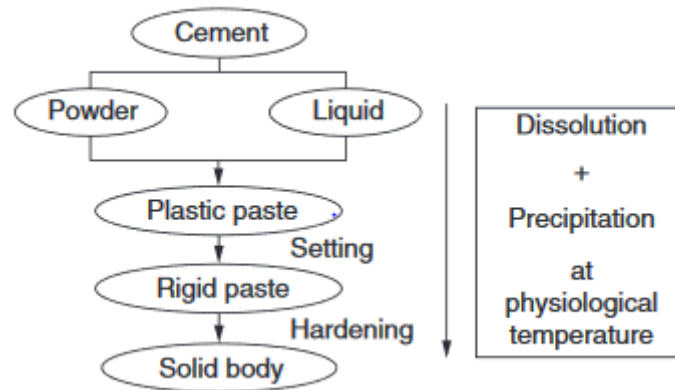 Cement
Powder
Liquid
Plastic paste
Setting
Rigid paste
Hardening
Solid body
Dissolution
+
Precipitation
at
physiological
temperature